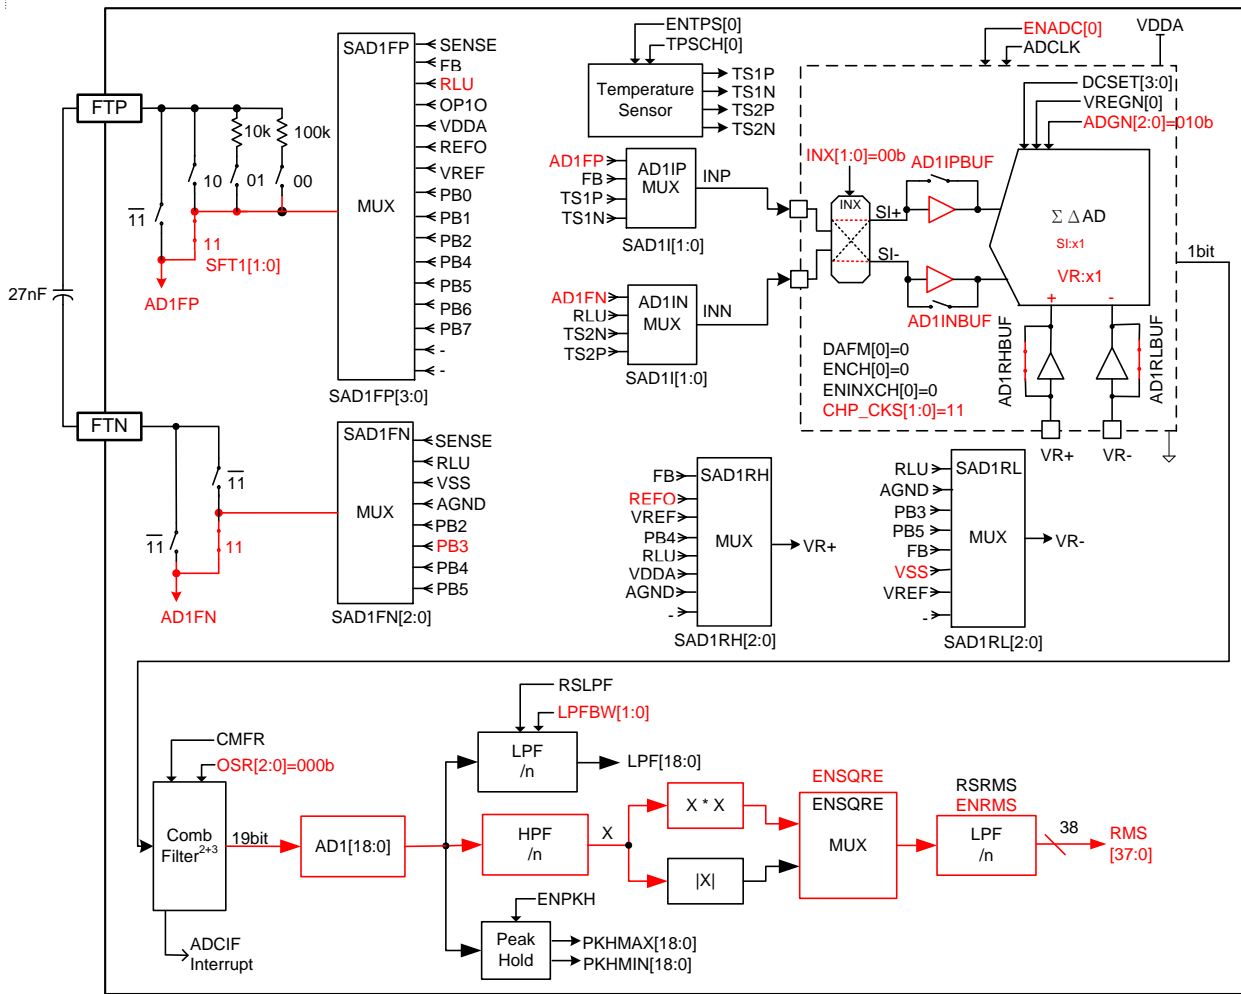 FTP
FTN
27nF
10k
100k
10
01
00
11
11
SFT1[1:0]
AD1FP
SAD1FP
MUX
SENSE
FB
RLU
OP1O
VDDA
REFO
VREF
PB0
PB1
PB2
PB4
PB5
PB6
PB7
-
-
SAD1FP[3:0]
11
11
11
AD1FN
SAD1FN
MUX
SENSE
RLU
VSS
AGND
PB2
PB3
PB4
PB5
SAD1FN[2:0]
ENTPS[0]
TPSCH[0]
Temperature
Sensor
TS1P
TS1N
TS2P
TS2N
AD1FP
FB
TS1P
TS1N
AD1IP
MUX
INP
SAD1I[1:0]
AD1FN
RLU
TS2N
TS2P
AD1IN
MUX
INN
SAD1I[1:0]
ENADC[0]
ADCLK
VDDA
DCSET[3:0]
VREGN[0]
ADGN[2:0]=010b
INX[1:0]=00b
INX
SI+
SI-
AD1IPBUF
AD1INBUF
Σ Δ AD
SI:x1
VR:x1
+
-
1bit
DAFM[0]=0
ENCH[0]=0
ENINXCH[0]=0
CHP_CKS[1:0]=11
AD1RHBUF
AD1RLBUF
VR+
VR-
FB
REFO
VREF
PB4
RLU
VDDA
AGND
-
SAD1RH
MUX
VR+
SAD1RH[2:0]
RLU
AGND
PB3
PB5
FB
VSS
VREF
-
SAD1RL
MUX
VR-
SAD1RL[2:0]
CMFR
OSR[2:0]=000b
Comb
Filter2+3
19bit
ADCIF
Interrupt
AD1[18:0]
RSLPF
LPFBW[1:0]
LPF
/n
LPF[18:0]
HPF
/n
X
X * X
|X|
ENPKH
Peak
Hold
PKHMAX[18:0]
PKHMIN[18:0]
ENSQRE
ENSQRE
MUX
RSRMS
ENRMS
LPF
/n
38
RMS
[37:0]